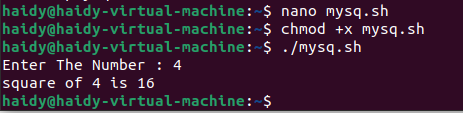 haidy@haidy-virtual-machine:~$ nano mysq.sh
haidy@haidy-virtual-machine:~$ chmod +x mysq.sh
haidy@haidy-virtual-machine:~$ ./mysq.sh
Enter The Number : 4
square of 4 is 16
haidy@haidy-virtual-machine:~$